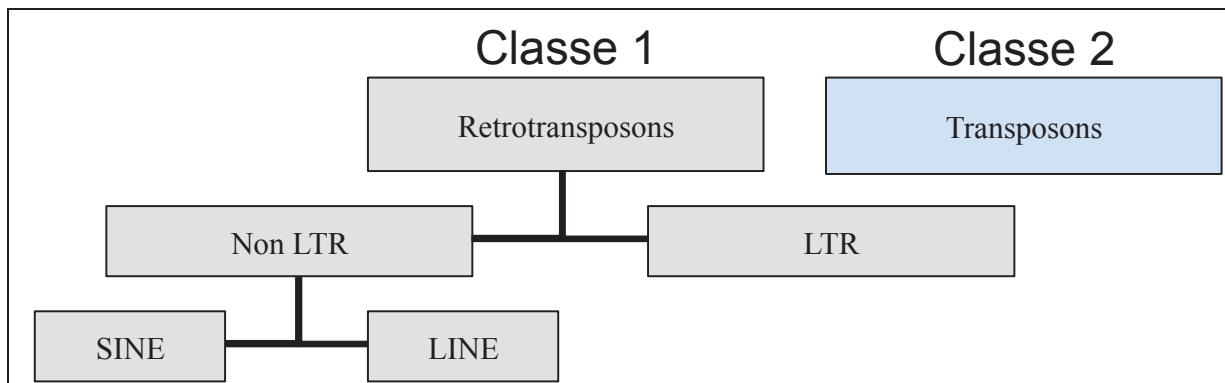 Classe 1
Classe 2
Retrotransposons
Transposons
Non LTR
LTR
SINE
LINE